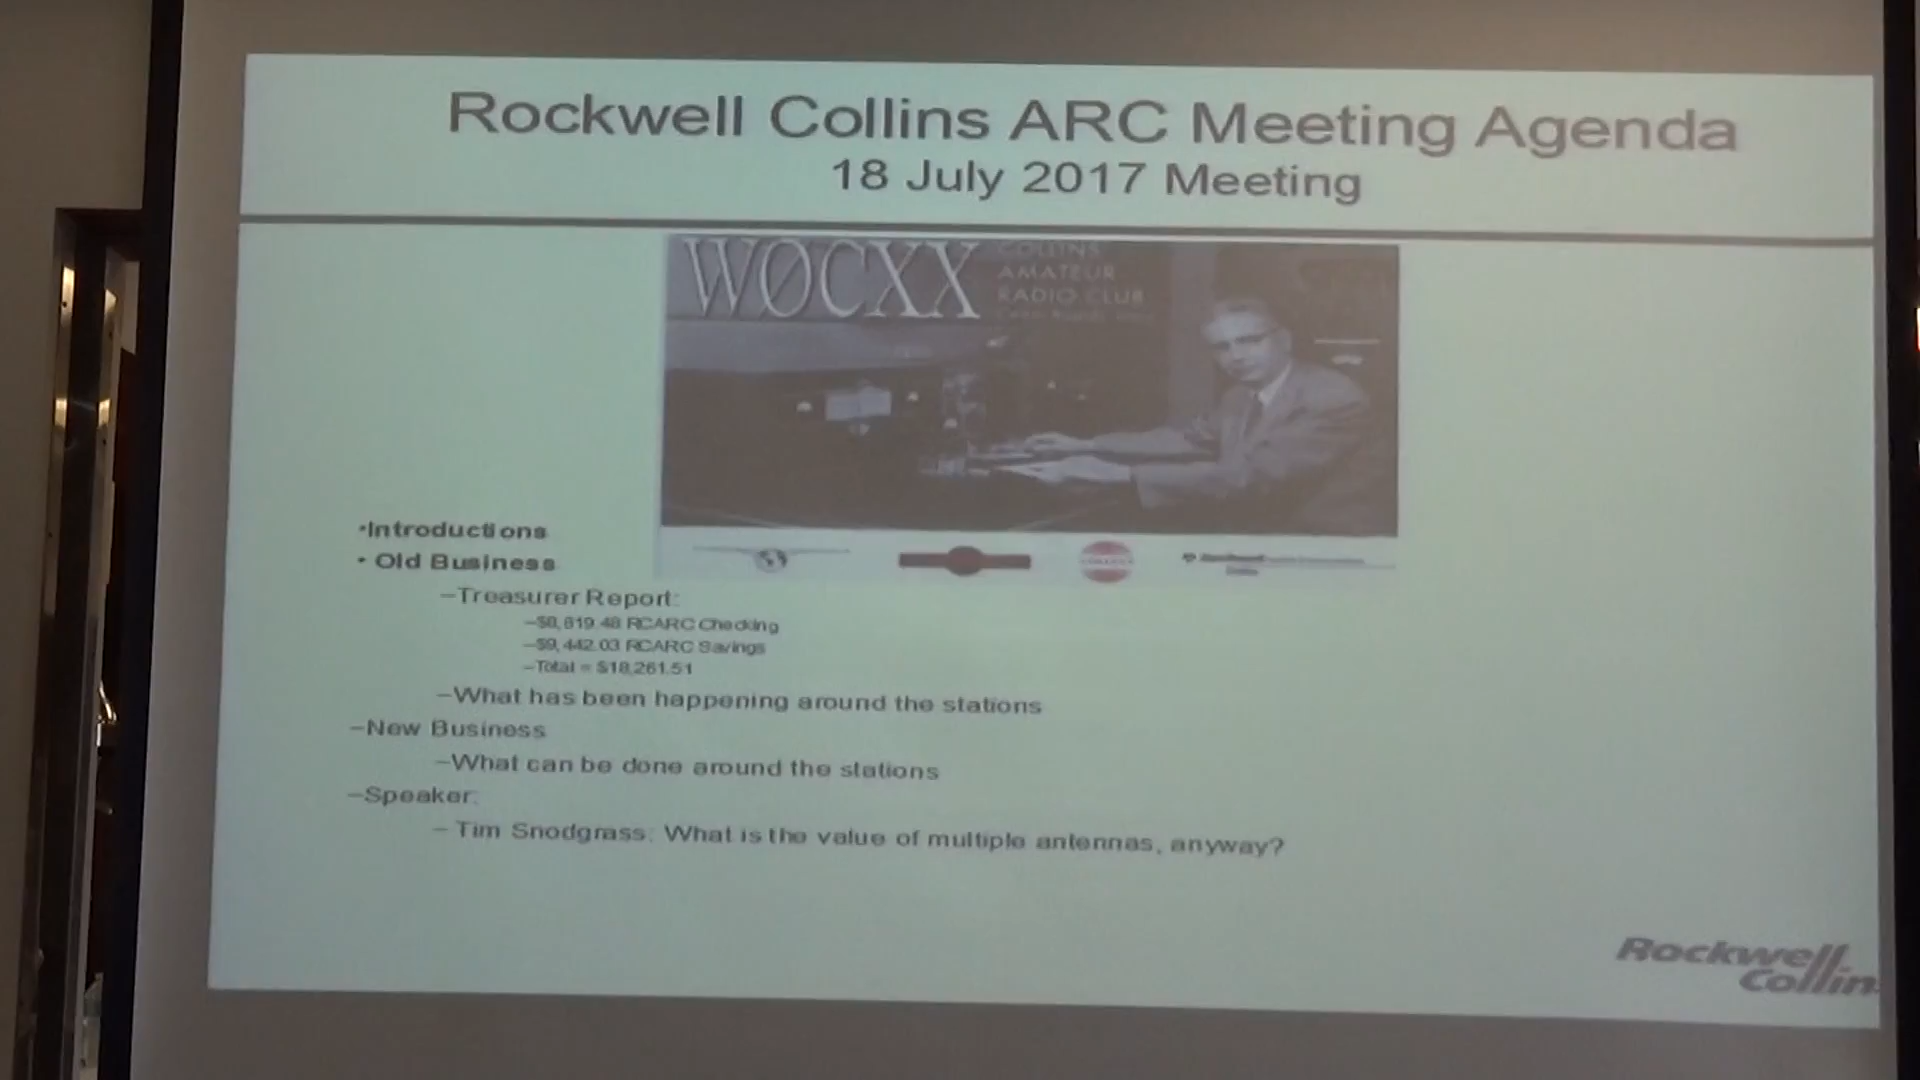 Rockwell Collins ARC Meeting Agenda
18 July 2017 Meeting
WØCXX
COLLINS
AMATEUR
RADIO CLUB
•Introductions
• Old Business
–Treasurer Report:
–$8,819.48 RCARC Checking
–$9,442.03 RCARC Savings
–Total = $18,261.51
–What has been happening around the stations
–New Business
–What can be done around the stations
–Speaker:
– Tim Snodgrass: What is the value of multiple antennas, anyway?
Rockwell
Collin